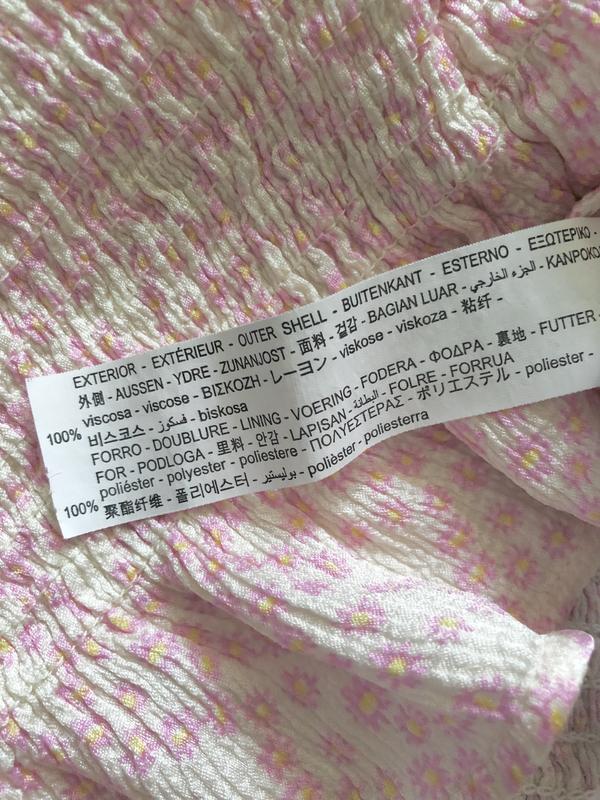 EXTERIOR - EXTÉRIEUR - OUTER SHELL - BUITENKANT - ESTERNO - ΕΞΩΤΕΡΙΚΟ -
外側 - AUSSEN - YDRE - ZUNANJOST - 面料 - 겉감 - BAGIAN LUAR - الجزء الخارجي - KANPOKOA
100% viscosa - viscose - ΒΙΣΚΟΖΗ - レーヨン - viskose - viskoza - 粘纤 -
비스코스 - فسكوز - biskosa
FORRO - DOUBLURE - LINING - VOERING - FODERA - ΦΟΔΡΑ - 裏地 - FUTTER -
FOR - PODLOGA - 里料 - 안감 - LAPISAN - البطانة - FOLRE - FORRUA
100% poliéster - polyester - poliestere - ΠΟΛΥΕΣΤΕΡΑΣ - ポリエステル - poliester -
聚酯纤维 - 폴리에스터 - بوليستير - polièster - poliesterra